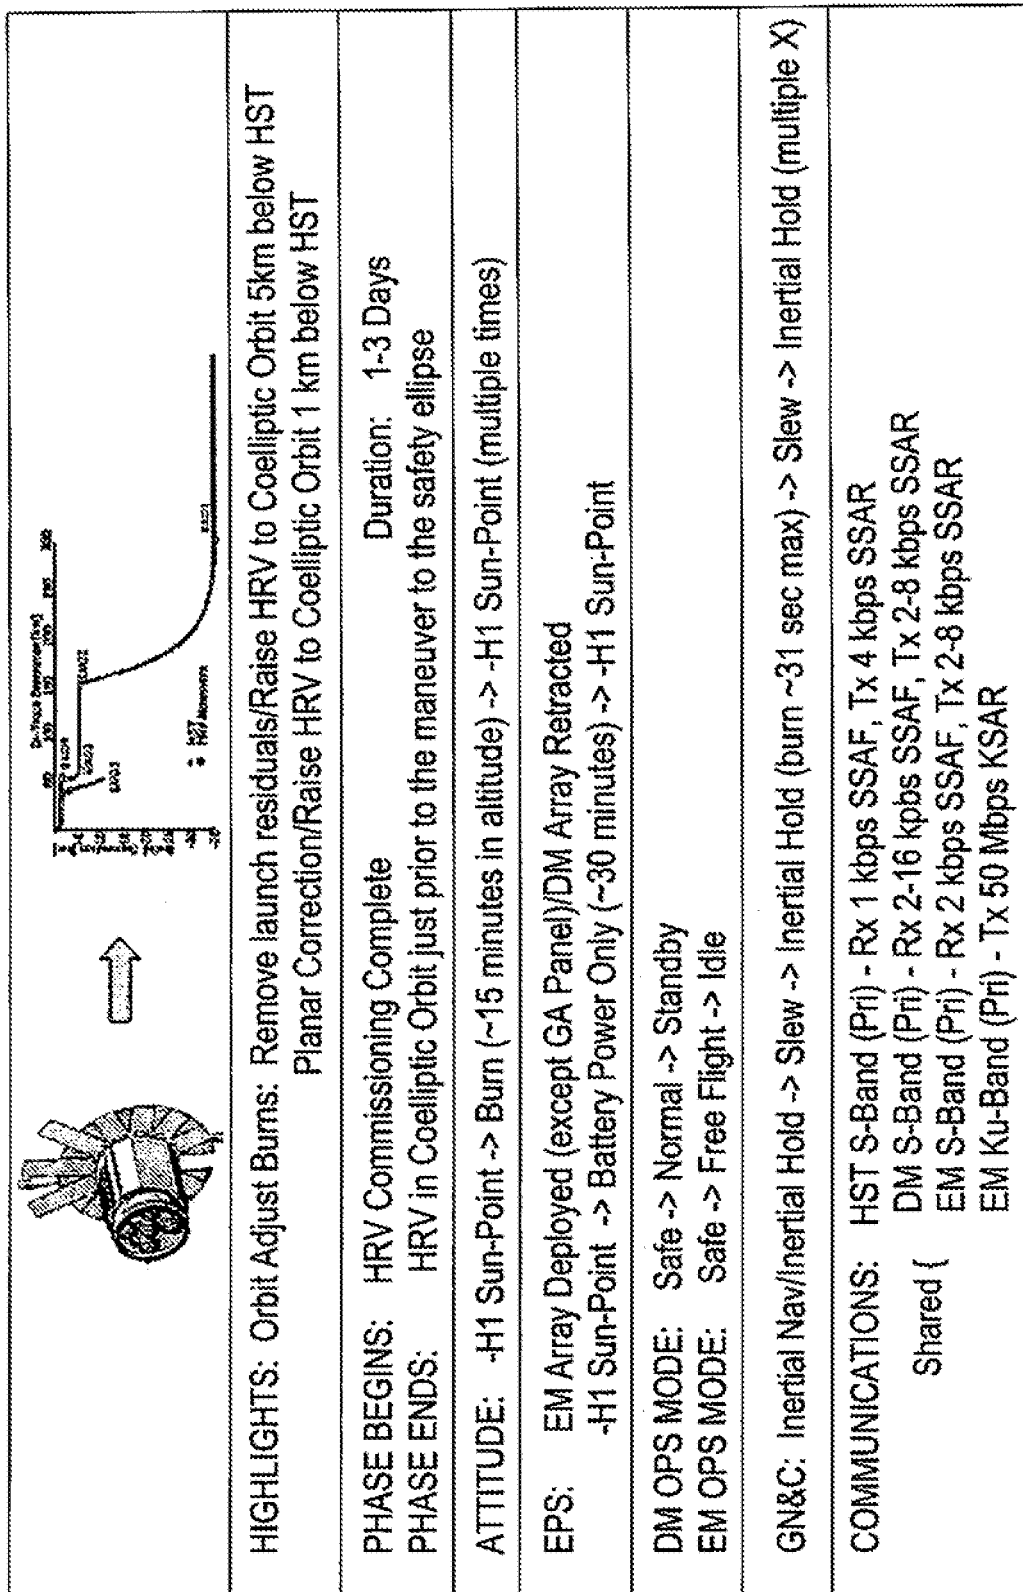 HIGHLIGHTS: Orbit Adjust Burns: Remove launch residuals/Raise HRV to Coelliptic Orbit 5km below HST
Planar Correction/Raise HRV to Coelliptic Orbit 1 km below HST
PHASE BEGINS: HRV Commissioning Complete Duration: 1-3 Days
PHASE ENDS: HRV in Coelliptic Orbit just prior to the maneuver to the safety ellipse
ATTITUDE: -H1 Sun-Point -> Burn (~15 minutes in altitude) -> -H1 Sun-Point (multiple times)
EPS: EM Array Deployed (except GA Panel)/DM Array Retracted
-H1 Sun-Point -> Battery Power Only (~30 minutes) -> -H1 Sun-Point
DM OPS MODE: Safe -> Normal -> Standby
EM OPS MODE: Safe -> Free Flight -> Idle
GN&C: Inertial Nav/Inertial Hold -> Slew -> Inertial Hold (burn ~31 sec max) -> Slew -> Inertial Hold (multiple X)
COMMUNICATIONS: HST S-Band (Pri) - Rx 1 kbps SSAF, Tx 4 kbps SSAR
DM S-Band (Pri) - Rx 2-16 kpbs SSAF, Tx 2-8 kbps SSAR
Shared ( EM S-Band (Pri) - Rx 2 kbps SSAF, Tx 2-8 kbps SSAR
EM Ku-Band (Pri) - Tx 50 Mbps KSAR